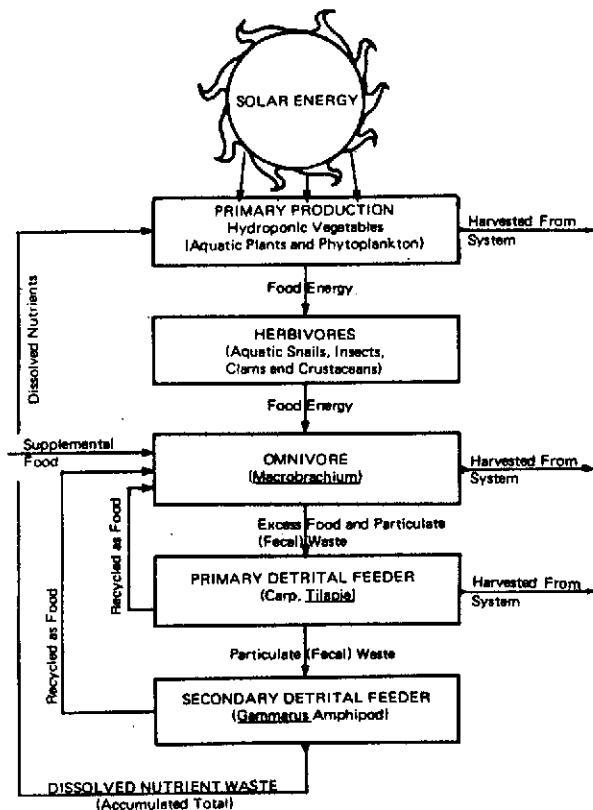 SOLAR ENERGY
PRIMARY PRODUCTION
Hydroponic Vegetables
(Aquatic Plants and Phytoplankton)
Harvested From
System
Dissolved Nutrients
Food Energy
HERBIVORES
(Aquatic Snails, Insects,
Clams and Crustaceans)
Food Energy
Supplemental
Food
OMNIVORE
(Macrobrachium)
Harvested From
System
Excess Food and Particulate
(Fecal) Waste
Recycled as Food
Recycled as Food
PRIMARY DETRITAL FEEDER
(Carp, Tilapia)
Harvested From
System
Particulate (Fecal) Waste
SECONDARY DETRITAL FEEDER
(Gammarus Amphipod)
DISSOLVED NUTRIENT WASTE
(Accumulated Total)